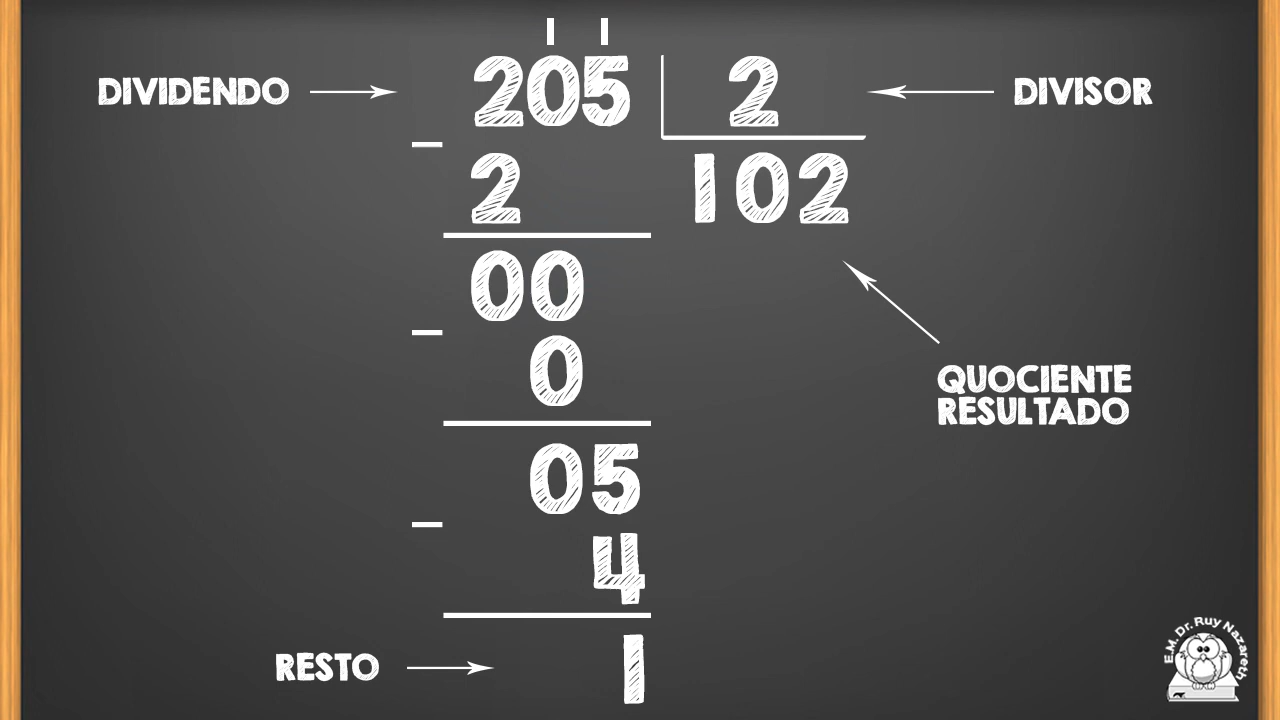 DIVIDENDO 205 2 DIVISOR
- 2 102
00
- 0
QUOCIENTE
RESULTADO
05
- 4
RESTO 1
E.M. Dr. Ruy Nazareth